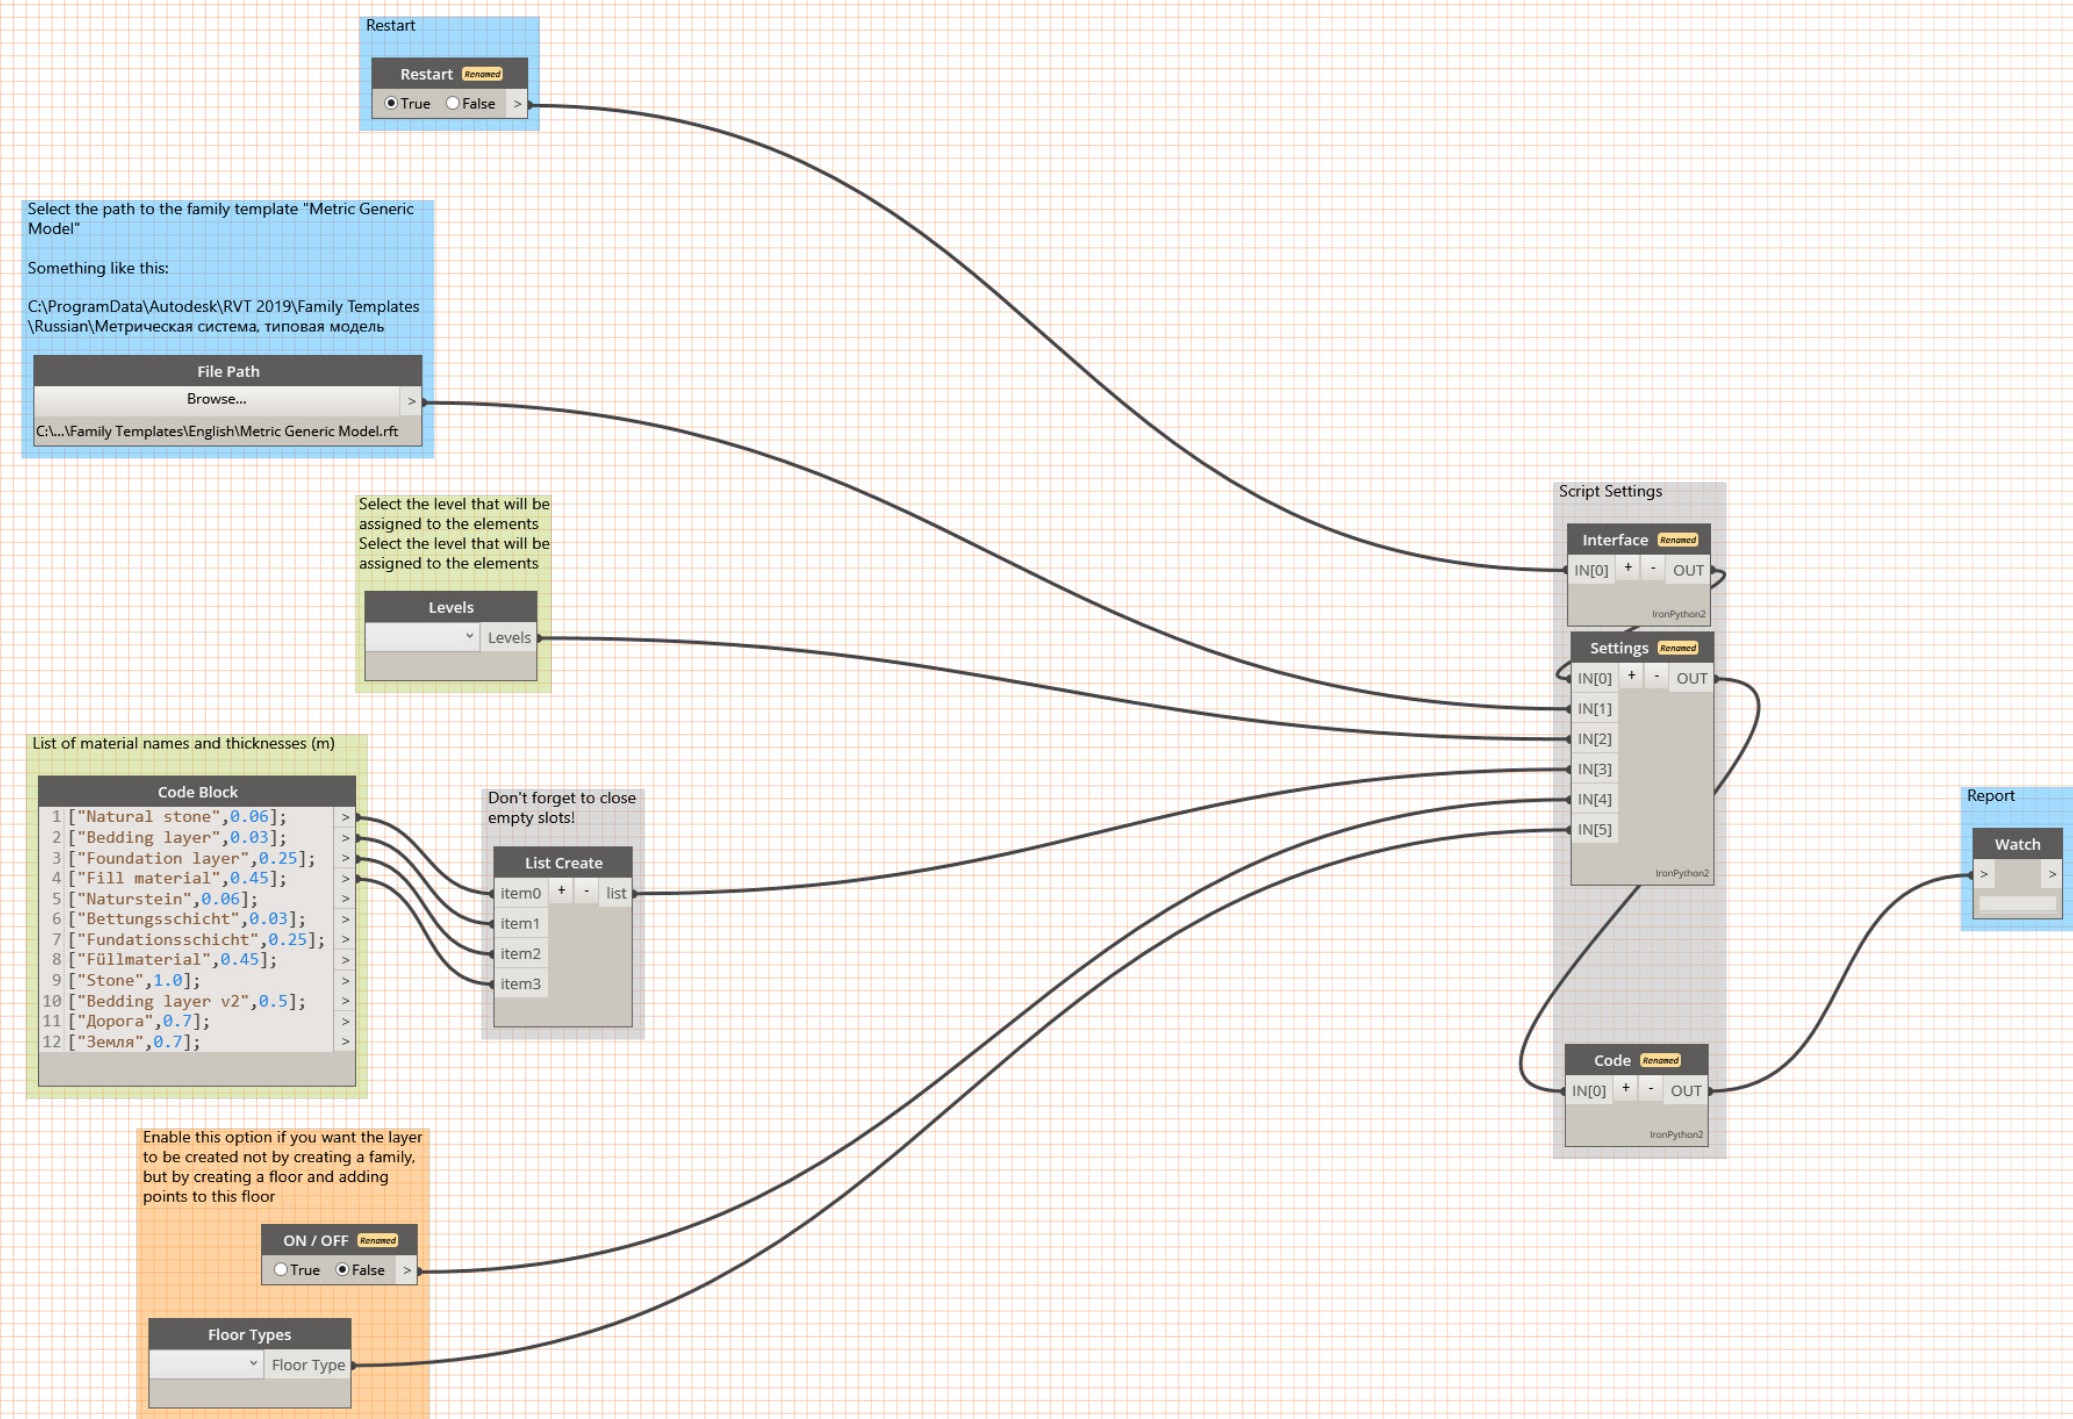 Restart
Restart Renamed
True False >
Select the path to the family template "Metric Generic
Model"
Something like this:
C:\ProgramData\Autodesk\RVT 2019\Family Templates
\Russian\Метрическая система, типовая модель
File Path
Browse... >
C:\...\Family Templates\English\Metric Generic Model.rft
Select the level that will be
assigned to the elements
Select the level that will be
assigned to the elements
Levels
Levels
List of material names and thicknesses (m)
Code Block
1 ["Natural stone",0.06]; >
2 ["Bedding layer",0.03]; >
3 ["Foundation layer",0.25]; >
4 ["Fill material",0.45]; >
5 ["Naturstein",0.06]; >
6 ["Bettungsschicht",0.03]; >
7 ["Fundationsschicht",0.25]; >
8 ["Füllmaterial",0.45]; >
9 ["Stone",1.0]; >
10 ["Bedding layer v2",0.5]; >
11 ["Дорога",0.7]; >
12 ["Земля",0.7]; >
Don't forget to close
empty slots!
List Create
item0 + - list
item1
item2
item3
Enable this option if you want the layer
to be created not by creating a family,
but by creating a floor and adding
points to this floor
ON / OFF Renamed
True False >
Floor Types
Floor Type
Script Settings
Interface Renamed
IN[0] + - OUT
IronPython2
Settings Renamed
IN[0] + - OUT
IN[1]
IN[2]
IN[3]
IN[4]
IN[5]
IronPython2
Code Renamed
IN[0] + - OUT
IronPython2
Report
Watch
> >